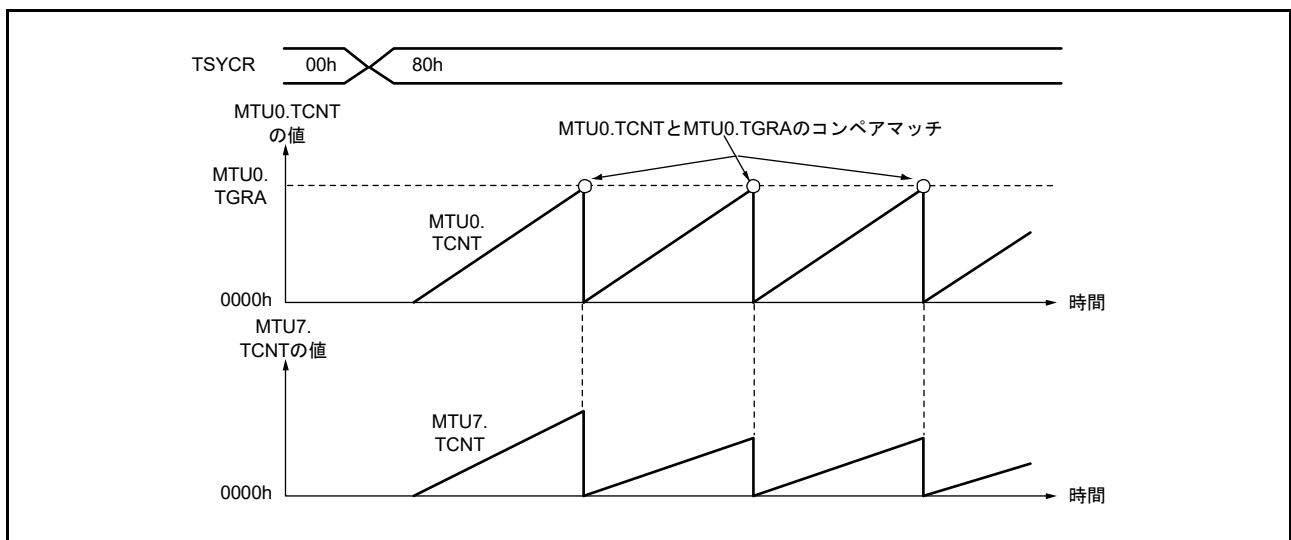 TSYCR 00h 80h
MTU0.TCNT
の値
MTU0.TCNTとMTU0.TGRAのコンペアマッチ
MTU0.
TGRA
MTU0.
TCNT
0000h
時間
MTU7.
TCNTの値
MTU7.
TCNT
0000h
時間